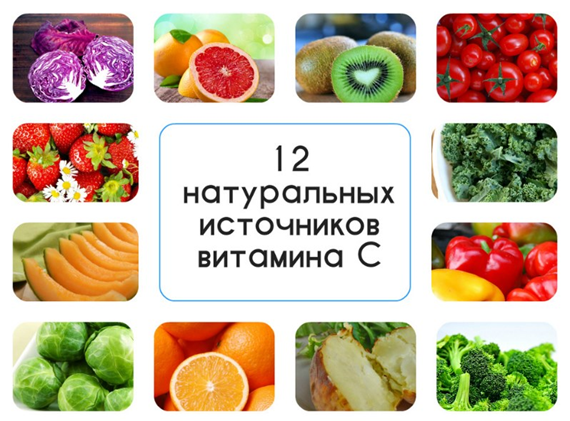 12
натуральных
источников
витамина С